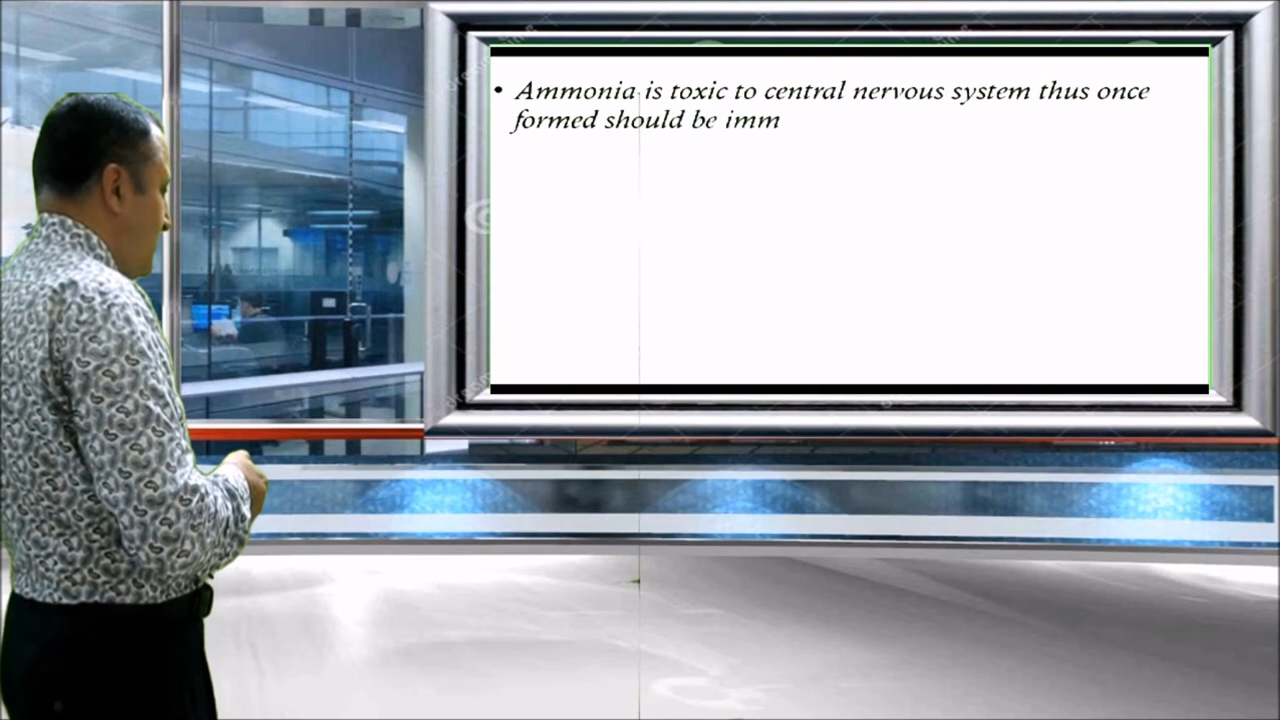 • Ammonia is toxic to central nervous system thus once
formed should be imm